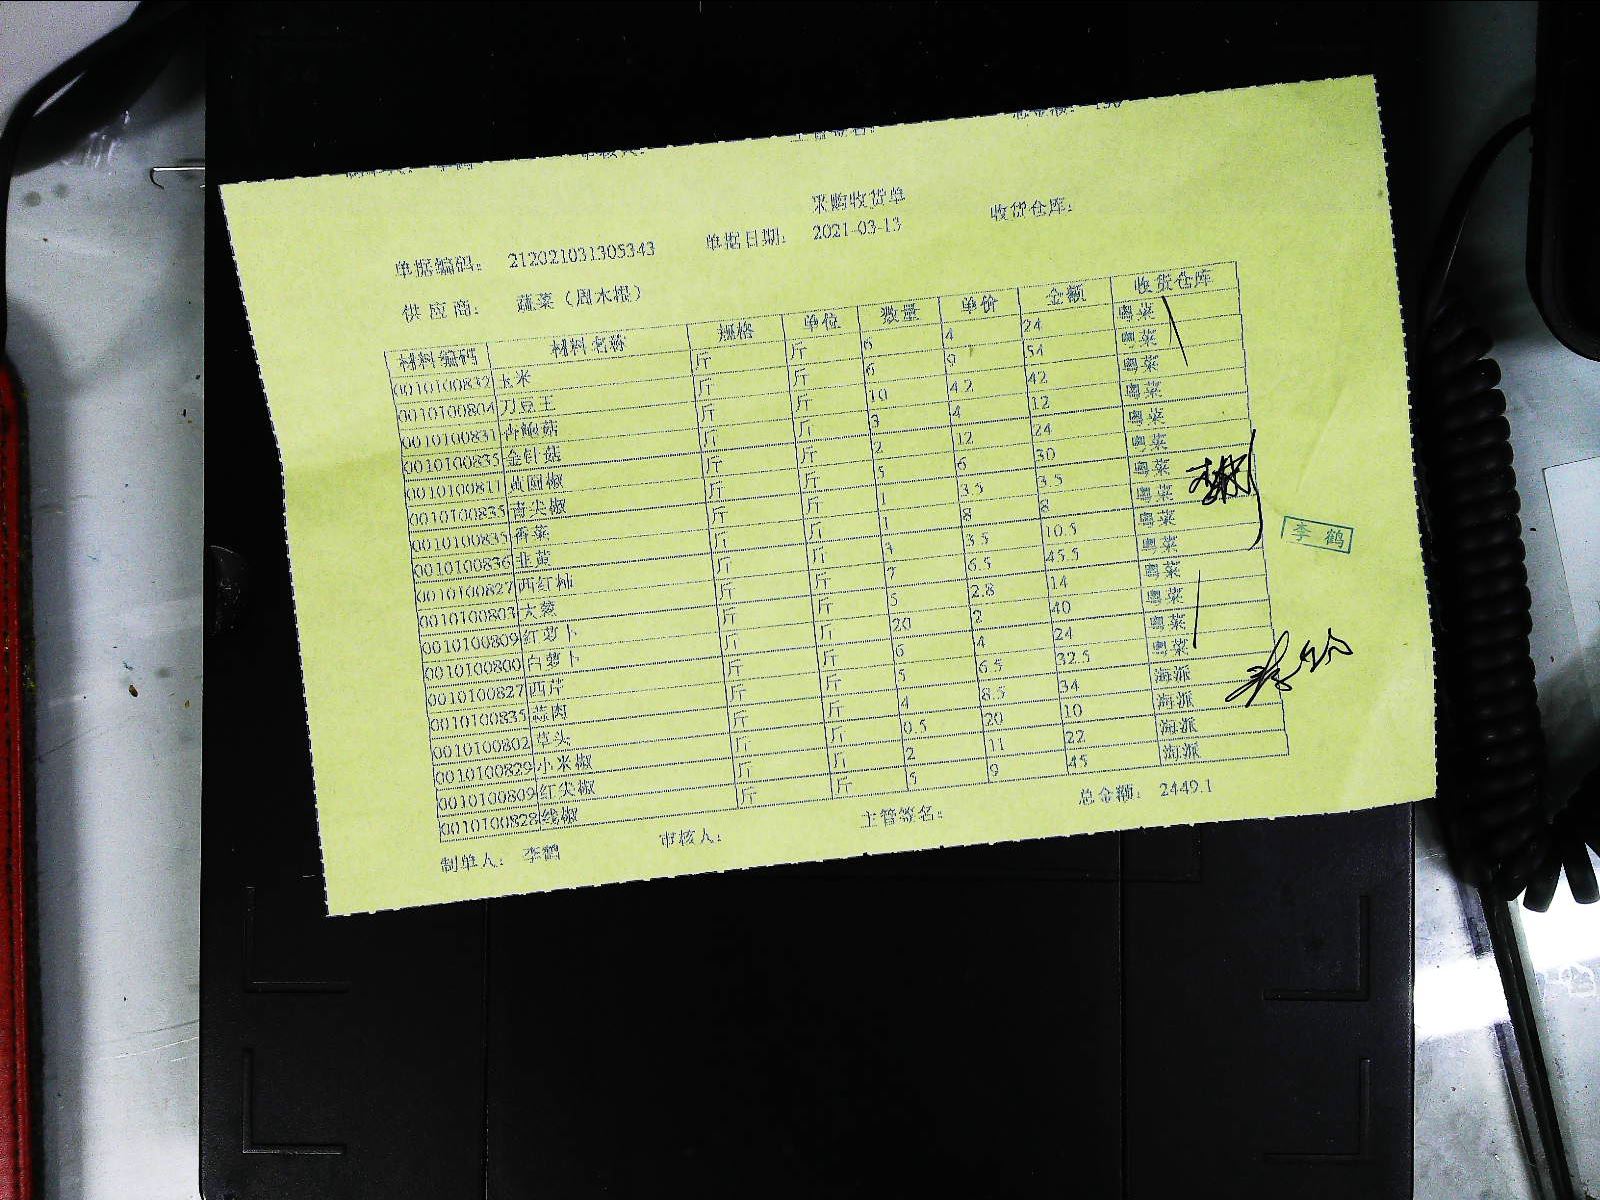 采购收货单
单据编码: 212021031305343 单据日期: 2021-03-13 收货仓库:
供应商: 蔬菜(周木根)
材料编码 材料名称 规格 单位 数量 单价 金额 收货仓库
0010100832 玉米 斤 斤 6 4 24 粤菜
0010100804 刀豆王 斤 斤 6 9 54 粤菜
0010100831 香菇 斤 斤 10 4.2 42 粤菜
0010100835 金针菇 斤 斤 3 4 12 粤菜
0010100811 黄圆椒 斤 斤 2 12 24 粤菜
0010100835 青尖椒 斤 斤 5 6 30 粤菜
0010100835 香菜 斤 斤 1 3.5 3.5 粤菜
0010100836 韭黄 斤 斤 1 8 8 粤菜
0010100827 西红柿 斤 斤 3 3.5 10.5 粤菜
0010100803 大葱 斤 斤 7 6.5 45.5 粤菜
0010100809 红萝卜 斤 斤 5 2.8 14 粤菜
0010100800 白萝卜 斤 斤 20 2 40 粤菜
0010100827 西芹 斤 斤 6 4 24 粤菜
0010100835 蒜肉 斤 斤 5 6.5 32.5 粤菜
0010100802 草头 斤 斤 4 8.5 34 海派
0010100829 小米椒 斤 斤 0.5 20 10 海派
0010100809 红尖椒 斤 斤 2 11 22 海派
0010100828 线椒 斤 斤 5 9 45 海派
李鹤
制单人: 李鹤 审核人: 主管签名: 总金额: 2449.1